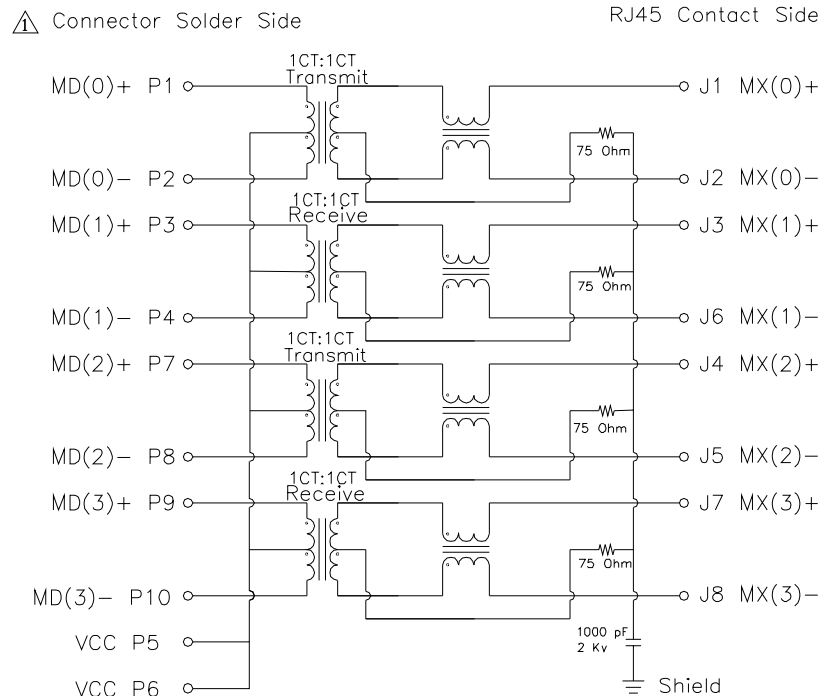 1 Connector Solder Side
RJ45 Contact Side
1CT:1CT
Transmit
MD(0)+ P1
J1 MX(0)+
75 Ohm
MD(0)- P2
J2 MX(0)-
1CT:1CT
Receive
MD(1)+ P3
J3 MX(1)+
75 Ohm
MD(1)- P4
J6 MX(1)-
1CT:1CT
Transmit
MD(2)+ P7
J4 MX(2)+
75 Ohm
MD(2)- P8
J5 MX(2)-
1CT:1CT
Receive
MD(3)+ P9
J7 MX(3)+
75 Ohm
MD(3)- P10
J8 MX(3)-
VCC P5
1000 pF
2 Kv
VCC P6
Shield